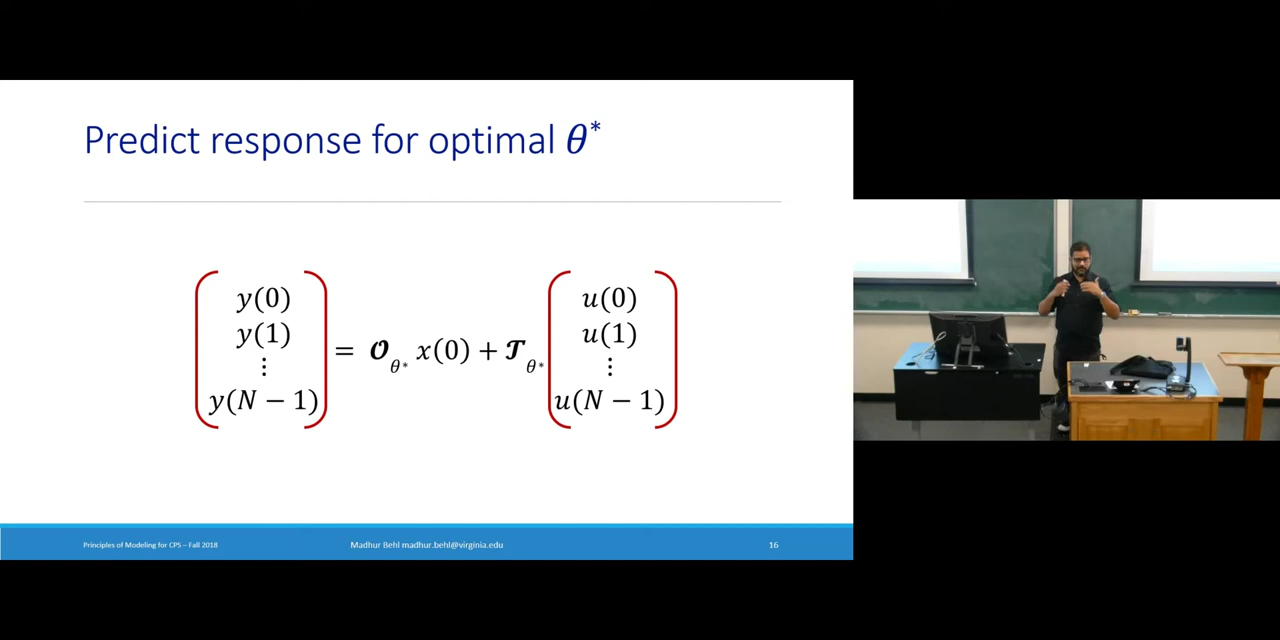 Predict response for optimal θ*
y(0)
y(1)
⋮
y(N − 1)
= 𝓞θ* x(0) + 𝓣θ*
u(0)
u(1)
⋮
u(N − 1)
Principles of Modeling for CPS – Fall 2018
Madhur Behl madhur.behl@virginia.edu
16